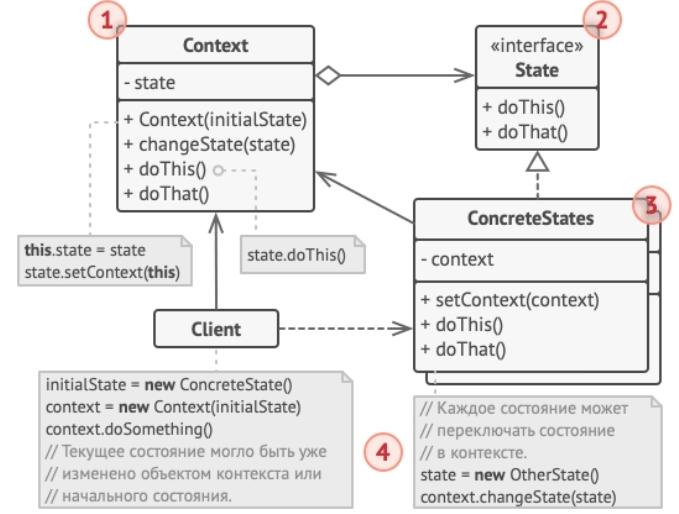 1
Context
- state
+ Context(initialState)
+ changeState(state)
+ doThis()
+ doThat()
2
«interface»
State
+ doThis()
+ doThat()
3
ConcreteStates
- context
+ setContext(context)
+ doThis()
+ doThat()
this.state = state
state.setContext(this)
state.doThis()
Client
initialState = new ConcreteState()
context = new Context(initialState)
context.doSomething()
// Текущее состояние могло быть уже
// изменено объектом контекста или
// начального состояния.
4
// Каждое состояние может
// переключать состояние
// в контексте.
state = new OtherState()
context.changeState(state)